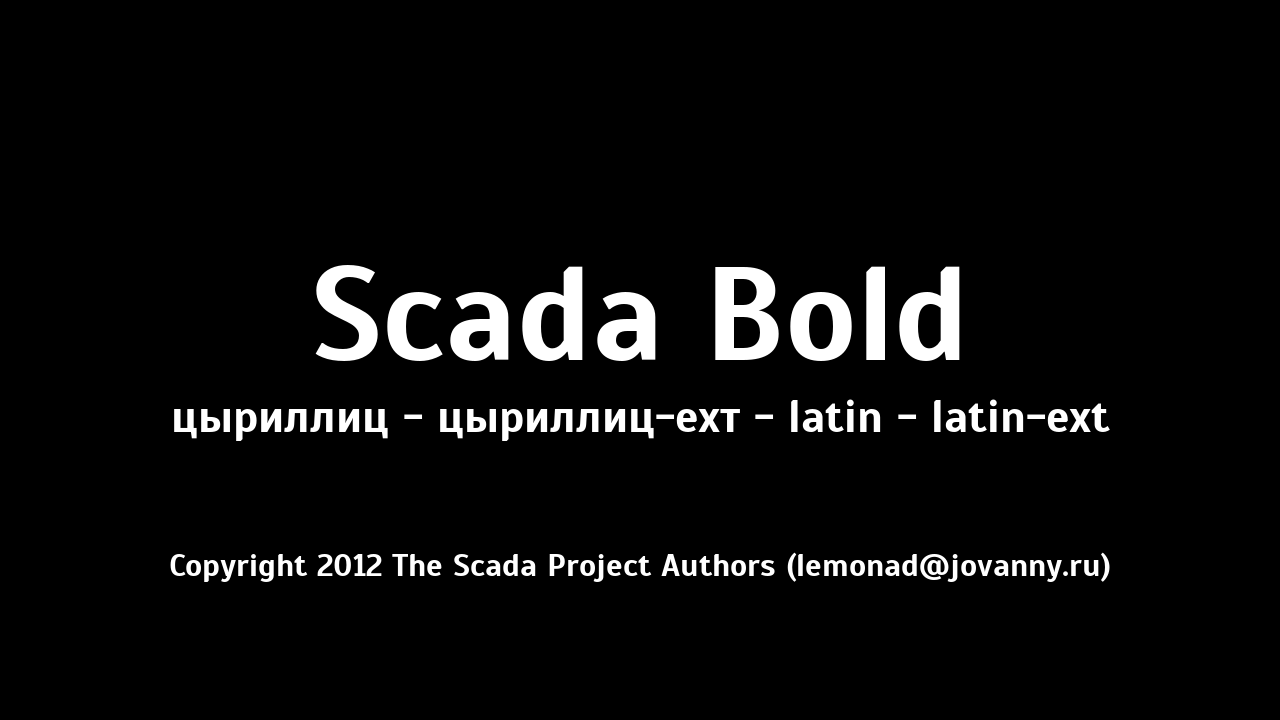 Scada Bold
цыриллиц - цыриллиц-ехт - latin - latin-ext
Copyright 2012 The Scada Project Authors (lemonad@jovanny.ru)